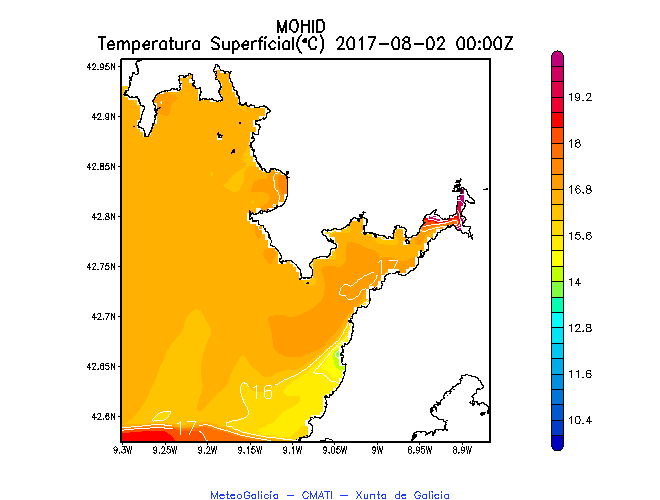 MOHID
Temperatura Superficial(°C) 2017-08-02 00:00Z
42.95N
42.9N
42.85N
42.8N
42.75N
42.7N
42.65N
42.6N
17
16
17
9.3W 9.25W 9.2W 9.15W 9.1W 9.05W 9W 8.95W 8.9W
19.2
18
16.8
15.6
14
12.8
11.6
10.4
MeteoGalicia - CMATI - Xunta de Galicia